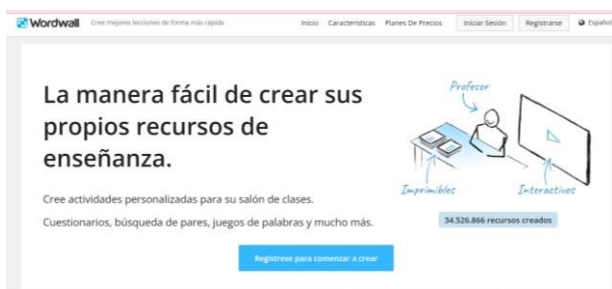 Wordwall Cree mejores lecciones de forma más rápida Inicio Características Planes De Precios Iniciar Sesión Registrarse Español
La manera fácil de crear sus
propios recursos de
enseñanza.
Cree actividades personalizadas para su salón de clases.
Cuestionarios, búsqueda de pares, juegos de palabras y mucho más.
Profesor
Imprimibles
Interactivos
34.526.866 recursos creados
Regístrese para comenzar a crear